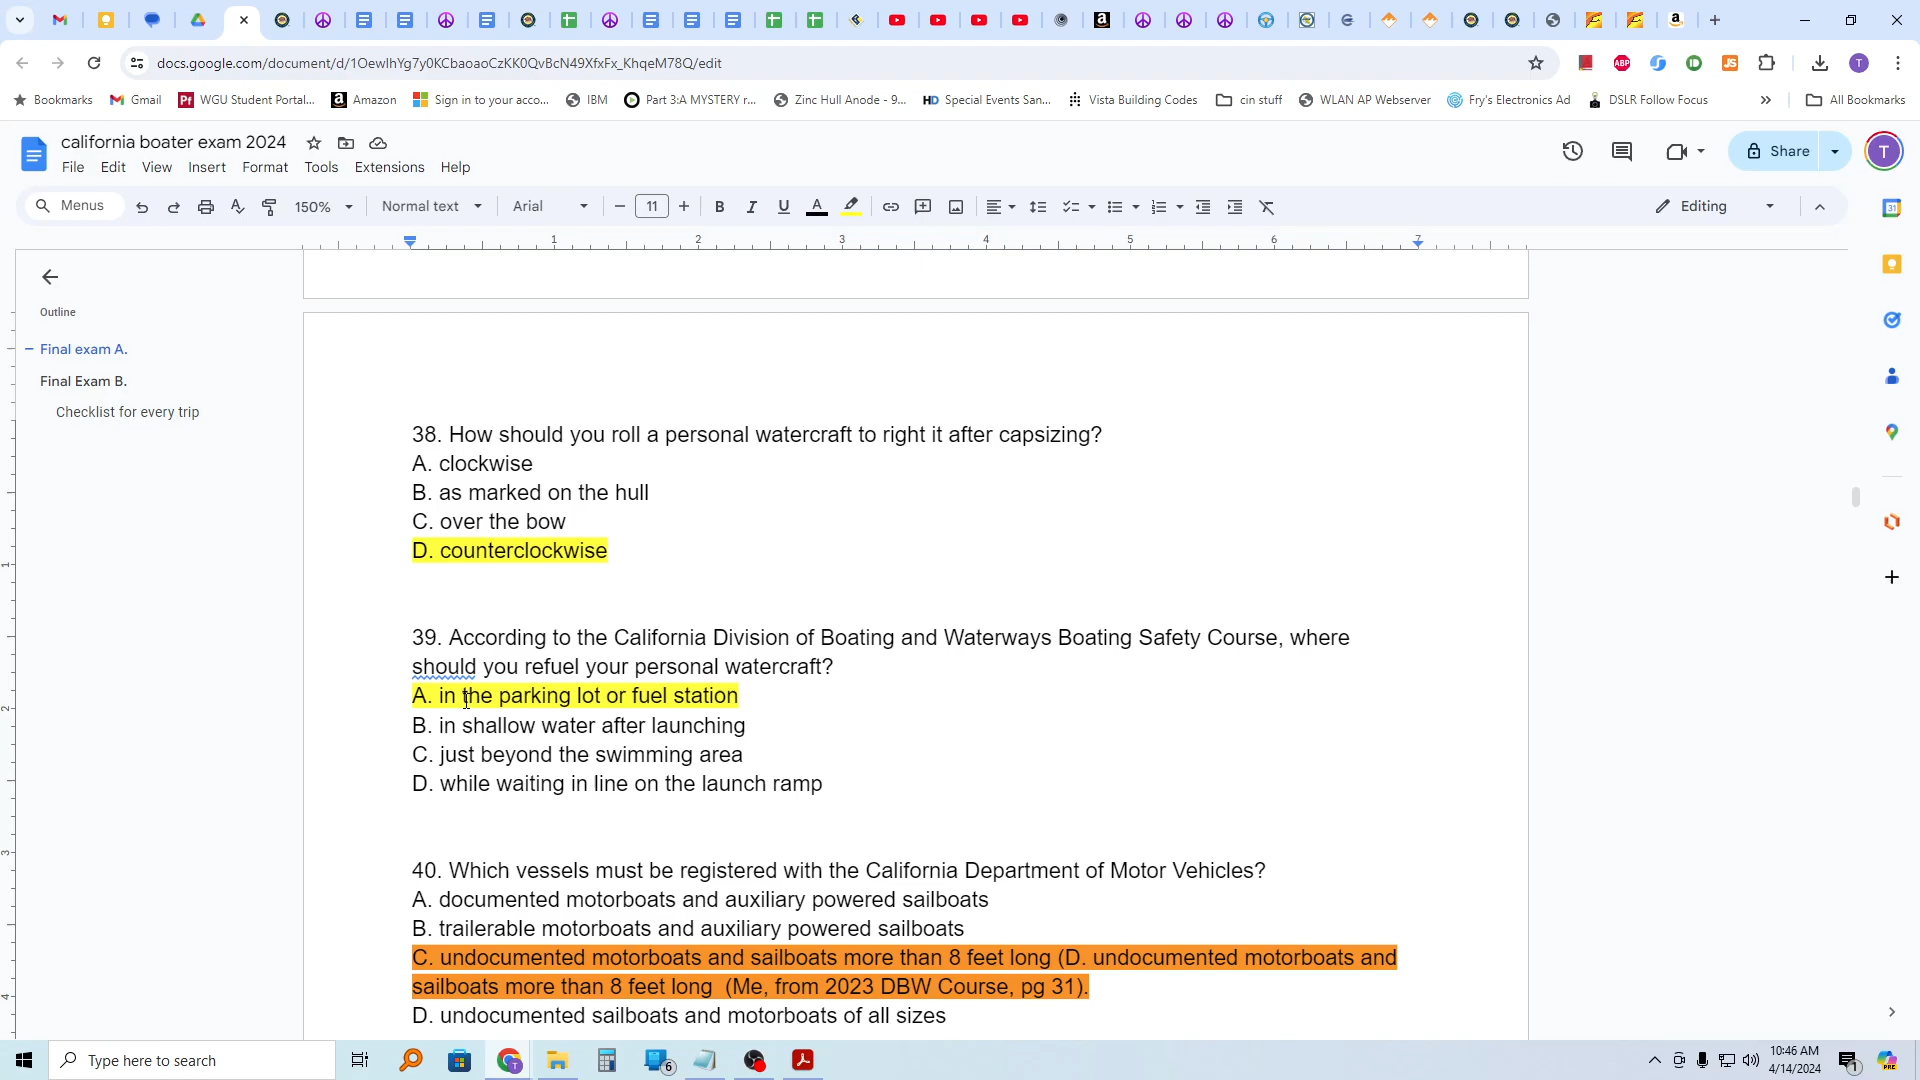 docs.google.com/document/d/1OewlhYg7y0KCbaoaoCzKK0QvBcN49XfxFx_KhqeM78Q/edit
Bookmarks Gmail WGU Student Portal... Amazon Sign in to your acco... IBM Part 3:A MYSTERY r... Zinc Hull Anode - 9... Special Events San... Vista Building Codes cin stuff WLAN AP Webserver Fry's Electronics Ad DSLR Follow Focus » All Bookmarks
california boater exam 2024
File Edit View Insert Format Tools Extensions Help
Share
T
Menus 150% Normal text Arial 11 B I U A Editing
1 2 3 4 5 6 7
Outline
Final exam A.
Final Exam B.
Checklist for every trip
38. How should you roll a personal watercraft to right it after capsizing?
A. clockwise
B. as marked on the hull
C. over the bow
D. counterclockwise
39. According to the California Division of Boating and Waterways Boating Safety Course, where
should you refuel your personal watercraft?
A. in the parking lot or fuel station
B. in shallow water after launching
C. just beyond the swimming area
D. while waiting in line on the launch ramp
40. Which vessels must be registered with the California Department of Motor Vehicles?
A. documented motorboats and auxiliary powered sailboats
B. trailerable motorboats and auxiliary powered sailboats
C. undocumented motorboats and sailboats more than 8 feet long (D. undocumented motorboats and
sailboats more than 8 feet long  (Me, from 2023 DBW Course, pg 31).
D. undocumented sailboats and motorboats of all sizes
Type here to search
10:46 AM
4/14/2024